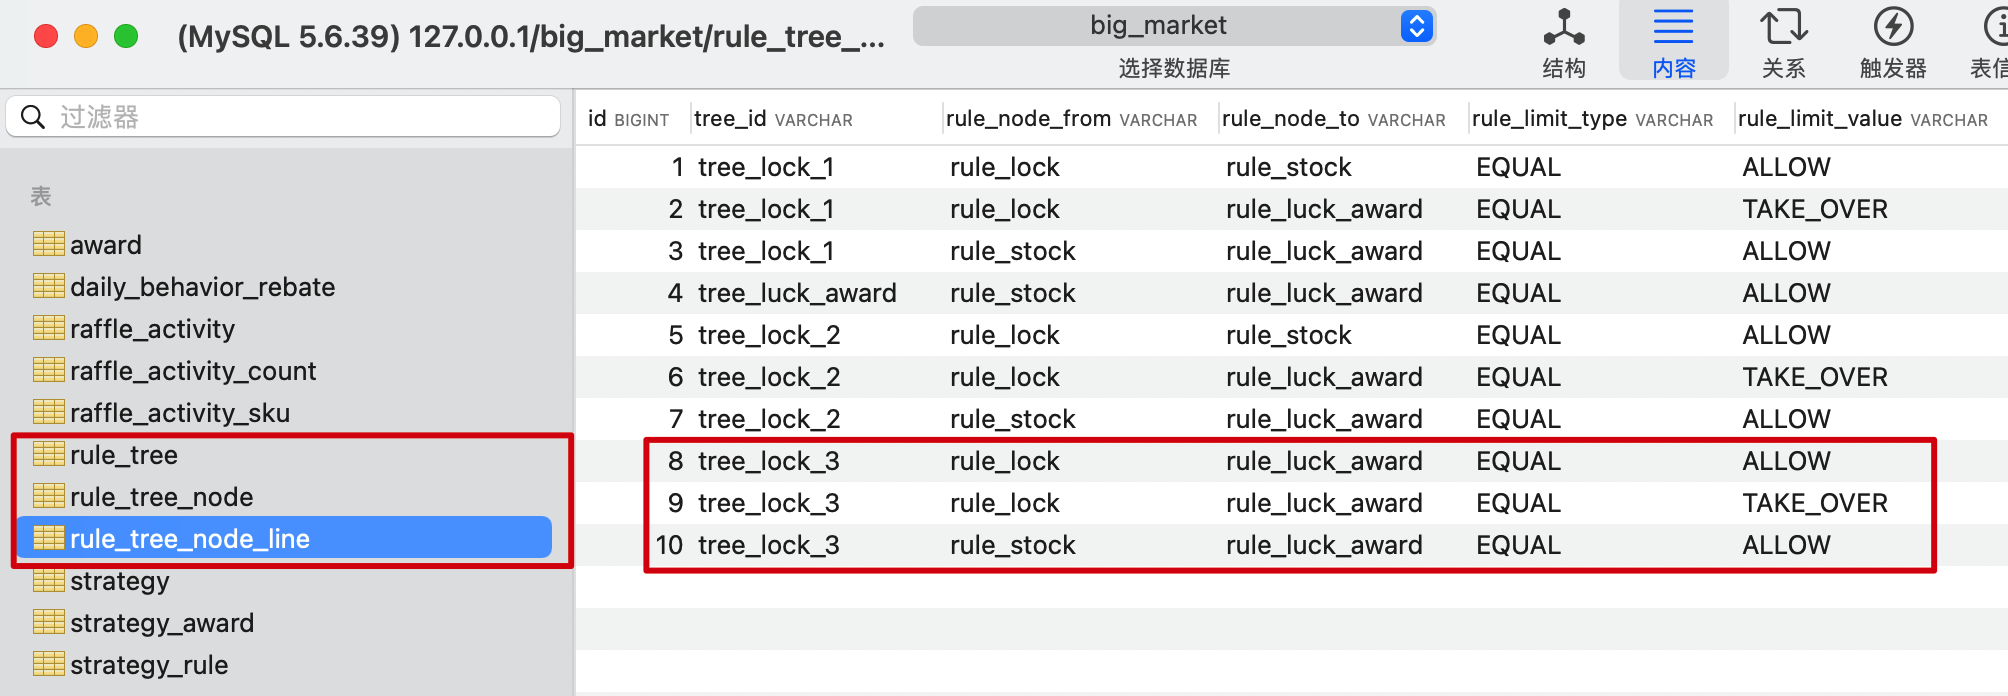 (MySQL 5.6.39) 127.0.0.1/big_market/rule_tree_...
big_market
选择数据库
结构
内容
关系
触发器
表信
过滤器
表
award
daily_behavior_rebate
raffle_activity
raffle_activity_count
raffle_activity_sku
rule_tree
rule_tree_node
rule_tree_node_line
strategy
strategy_award
strategy_rule
id BIGINT tree_id VARCHAR rule_node_from VARCHAR rule_node_to VARCHAR rule_limit_type VARCHAR rule_limit_value VARCHAR
1 tree_lock_1 rule_lock rule_stock EQUAL ALLOW
2 tree_lock_1 rule_lock rule_luck_award EQUAL TAKE_OVER
3 tree_lock_1 rule_stock rule_luck_award EQUAL ALLOW
4 tree_luck_award rule_stock rule_luck_award EQUAL ALLOW
5 tree_lock_2 rule_lock rule_stock EQUAL ALLOW
6 tree_lock_2 rule_lock rule_luck_award EQUAL TAKE_OVER
7 tree_lock_2 rule_stock rule_luck_award EQUAL ALLOW
8 tree_lock_3 rule_lock rule_luck_award EQUAL ALLOW
9 tree_lock_3 rule_lock rule_luck_award EQUAL TAKE_OVER
10 tree_lock_3 rule_stock rule_luck_award EQUAL ALLOW